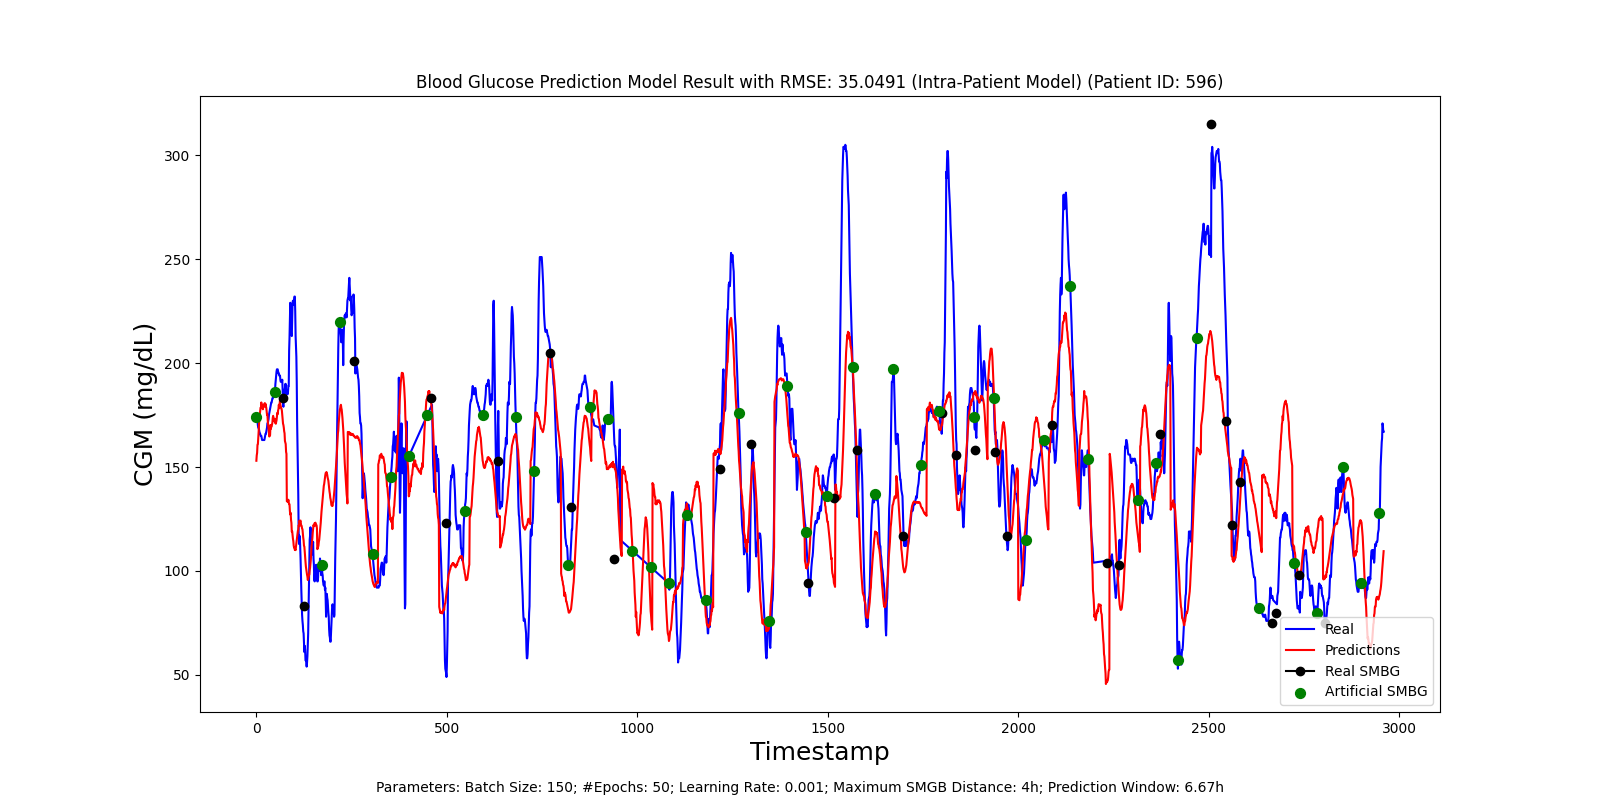 Blood Glucose Prediction Model Result with RMSE: 35.0491 (Intra-Patient Model) (Patient ID: 596)
CGM (mg/dL)
300
250
200
150
100
50
Real
Predictions
Real SMBG
Artificial SMBG
0 500 1000 1500 2000 2500 3000
Timestamp
Parameters: Batch Size: 150; #Epochs: 50; Learning Rate: 0.001; Maximum SMGB Distance: 4h; Prediction Window: 6.67h